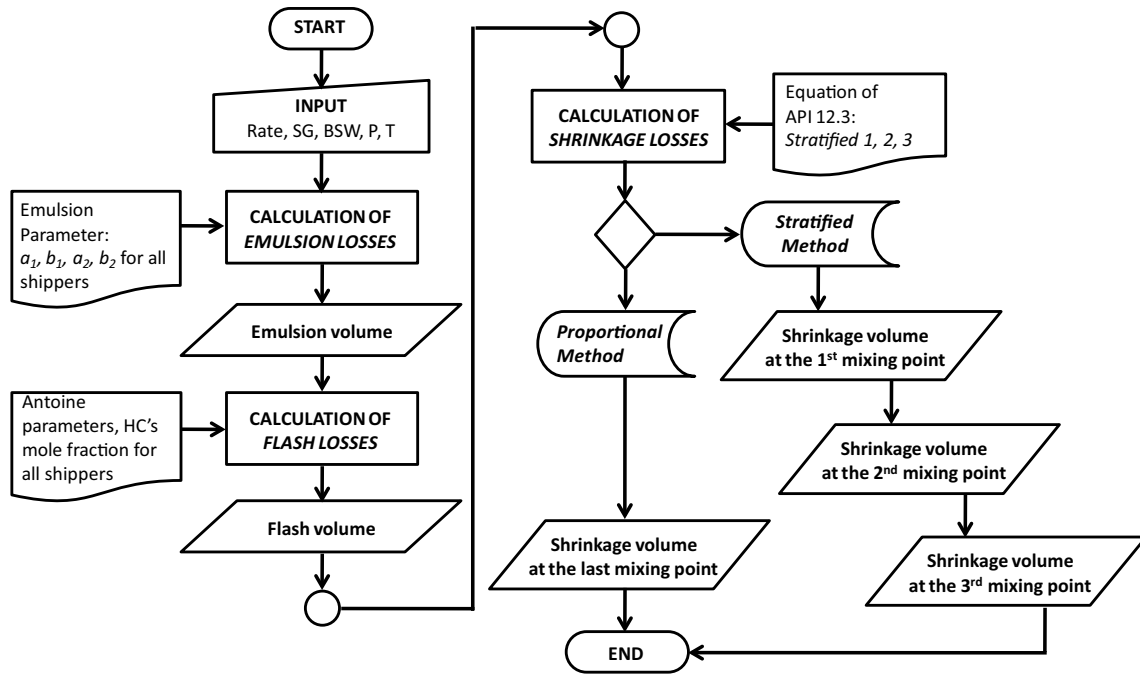 START
INPUT
Rate, SG, BSW, P, T
Emulsion
Parameter:
a₁, b₁, a₂, b₂ for all
shippers
CALCULATION OF
EMULSION LOSSES
Emulsion volume
Antoine
parameters, HC's
mole fraction for
all shippers
CALCULATION OF
FLASH LOSSES
Flash volume
CALCULATION OF
SHRINKAGE LOSSES
Equation of
API 12.3:
Stratified 1, 2, 3
Stratified
Method
Proportional
Method
Shrinkage volume
at the 1st mixing point
Shrinkage volume
at the 2nd mixing point
Shrinkage volume
at the 3rd mixing point
Shrinkage volume
at the last mixing point
END